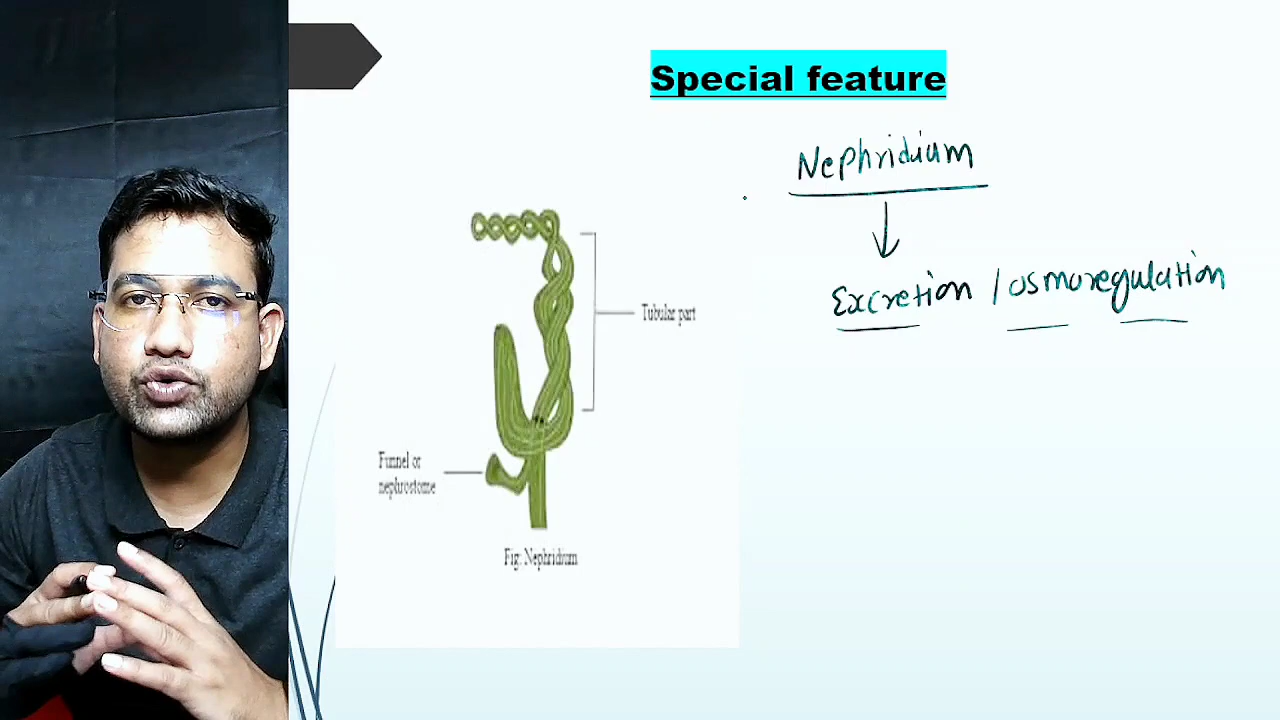 Special feature
Nephridium
Excretion / osmoregulation
Tubular part
Funnel or
nephrostome
Fig: Nephridium